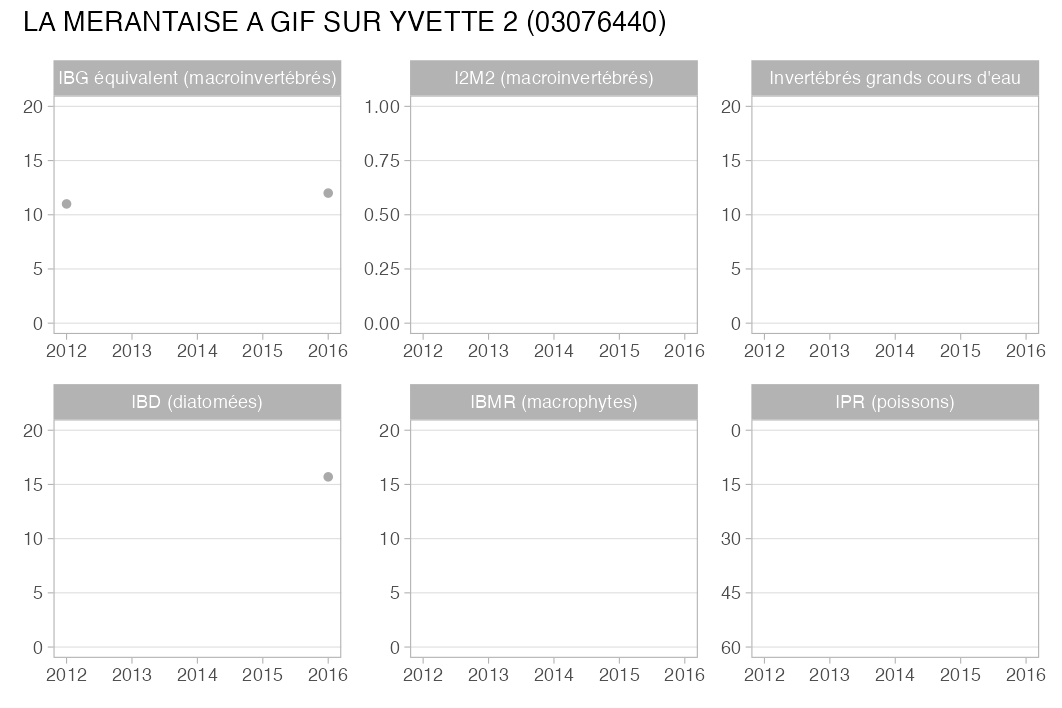 LA MERANTAISE A GIF SUR YVETTE 2 (03076440)
IBG équivalent (macroinvertébrés)
20
15
10
5
0
2012 2013 2014 2015 2016
I2M2 (macroinvertébrés)
1.00
0.75
0.50
0.25
0.00
2012 2013 2014 2015 2016
Invertébrés grands cours d'eau
20
15
10
5
0
2012 2013 2014 2015 2016
IBD (diatomées)
20
15
10
5
0
2012 2013 2014 2015 2016
IBMR (macrophytes)
20
15
10
5
0
2012 2013 2014 2015 2016
IPR (poissons)
0
15
30
45
60
2012 2013 2014 2015 2016